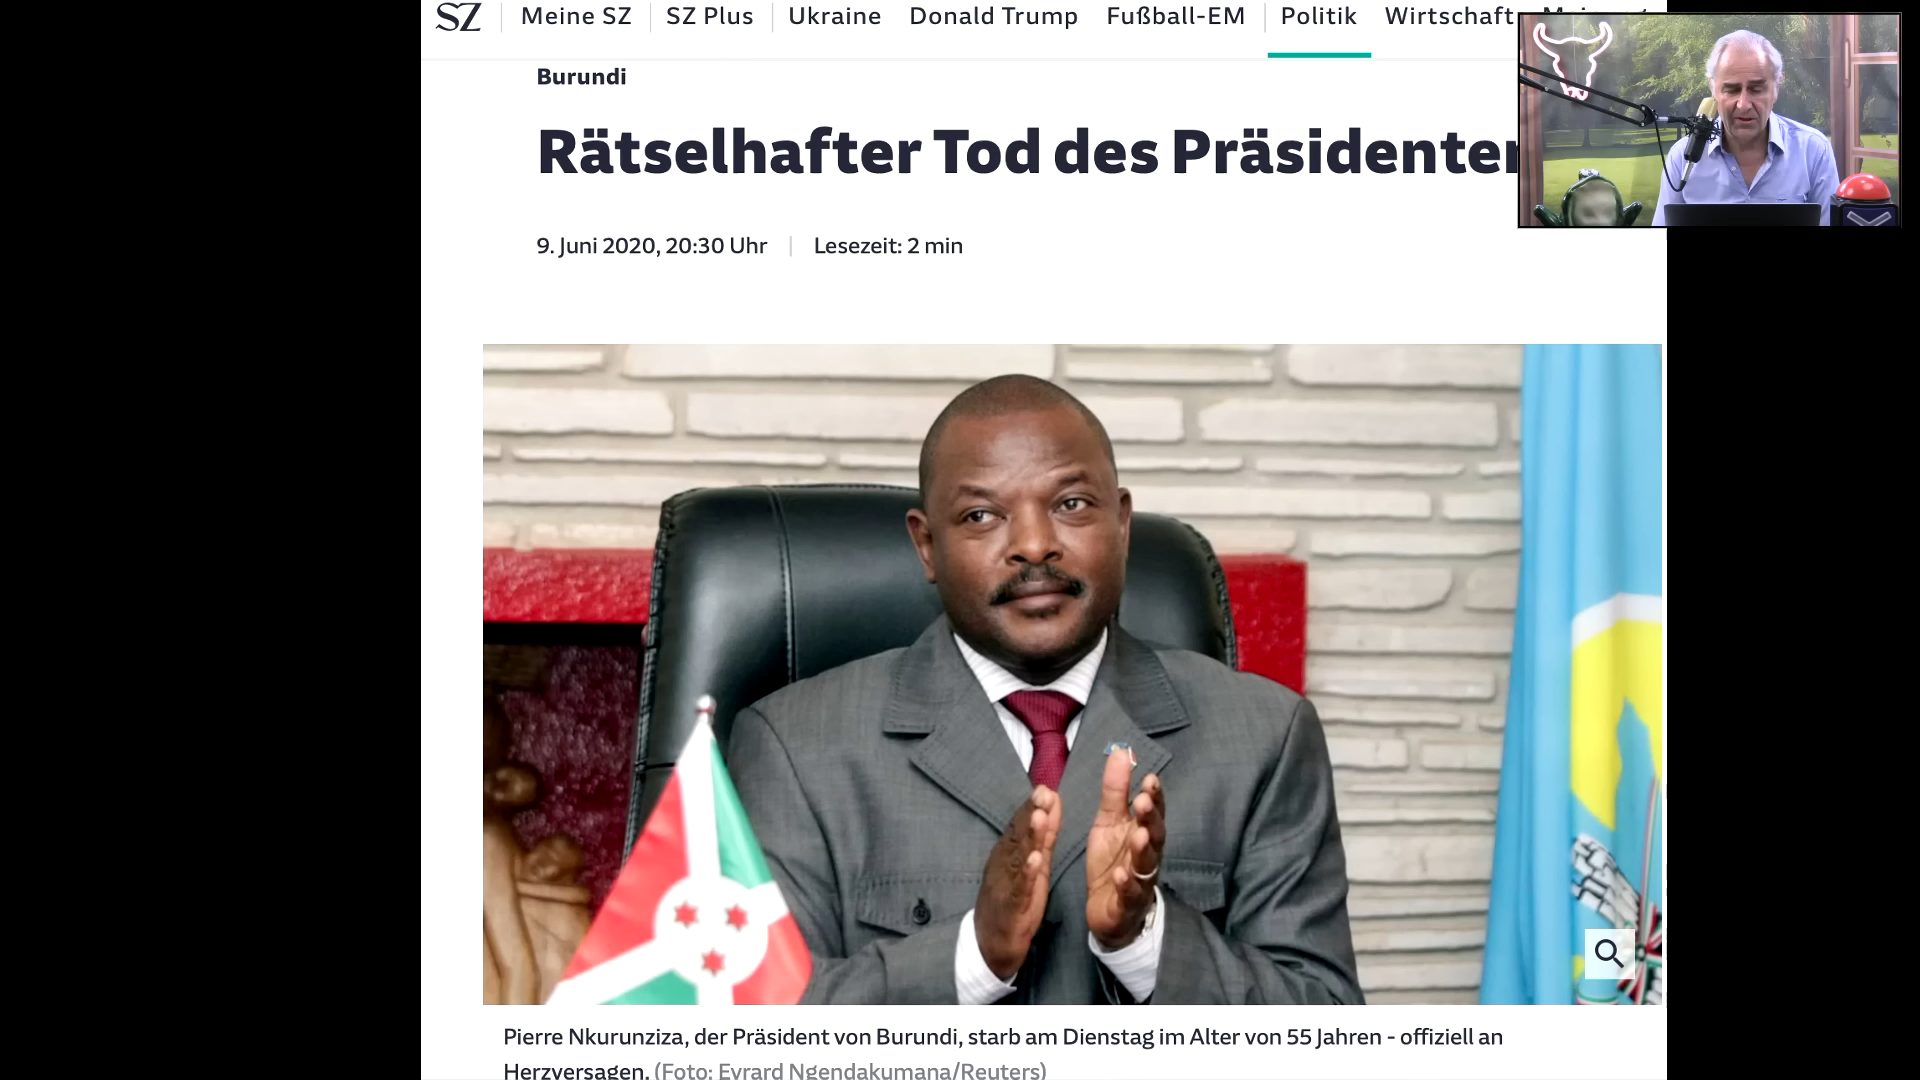 SZ Meine SZ SZ Plus Ukraine Donald Trump Fußball-EM Politik Wirtschaft
Burundi
Rätselhafter Tod des Präsidenten
9. Juni 2020, 20:30 Uhr Lesezeit: 2 min
Pierre Nkurunziza, der Präsident von Burundi, starb am Dienstag im Alter von 55 Jahren - offiziell an
Herzversagen. (Foto: Evrard Ngendakumana/Reuters)